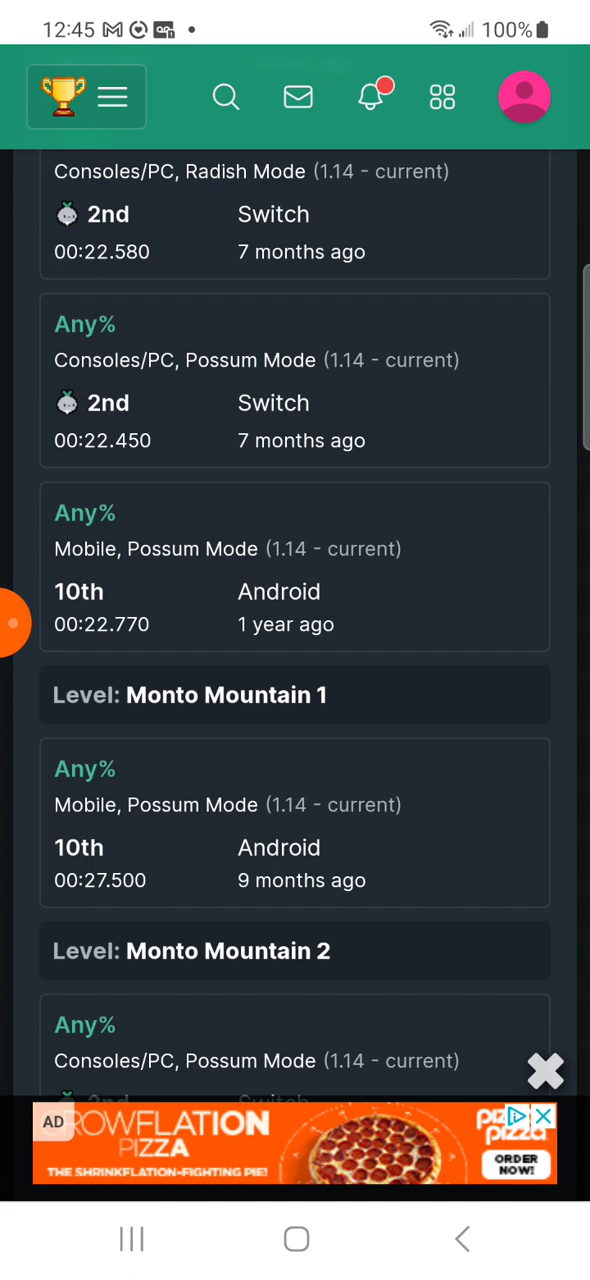 12:45 100%
Consoles/PC, Radish Mode (1.14 - current)
2nd Switch
00:22.580 7 months ago
Any%
Consoles/PC, Possum Mode (1.14 - current)
2nd Switch
00:22.450 7 months ago
Any%
Mobile, Possum Mode (1.14 - current)
10th Android
00:22.770 1 year ago
Level: Monto Mountain 1
Any%
Mobile, Possum Mode (1.14 - current)
10th Android
00:27.500 9 months ago
Level: Monto Mountain 2
Any%
Consoles/PC, Possum Mode (1.14 - current)
2nd Switch
AD
GROWFLATION
PIZZA
THE SHRINKFLATION-FIGHTING PIE!
pizza
ORDER
NOW!